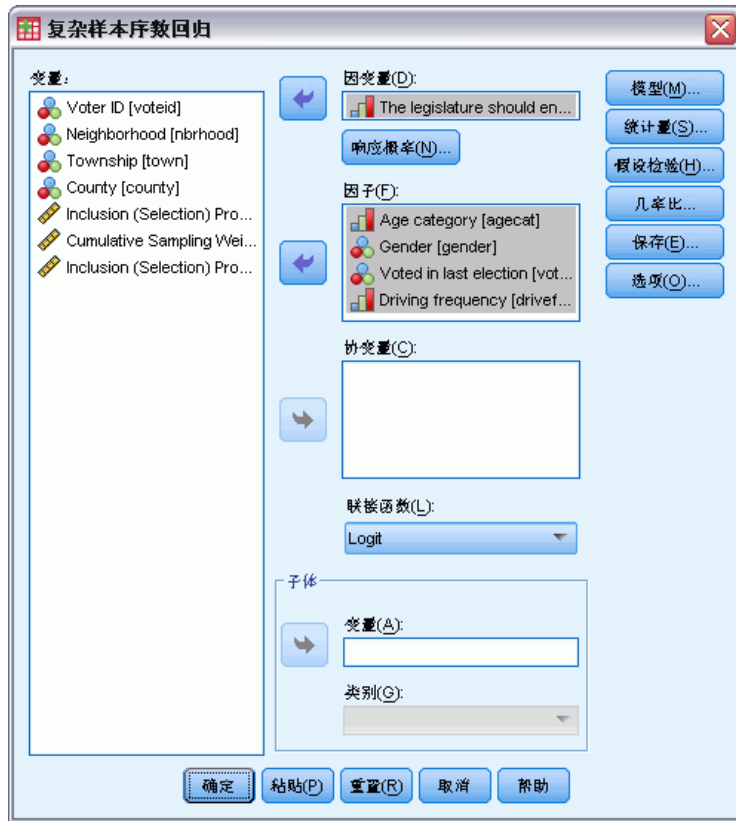 复杂样本序数回归
变量:
Voter ID [voteid]
Neighborhood [nbrhood]
Township [town]
County [county]
Inclusion (Selection) Pro...
Cumulative Sampling Wei...
Inclusion (Selection) Pro...
因变量(D):
The legislature should en...
响应概率(N)...
因子(F):
Age category [agecat]
Gender [gender]
Voted in last election [vot...
Driving frequency [drivef...
协变量(C):
联接函数(L):
Logit
子体
变量(A):
类别(G):
模型(M)...
统计量(S)...
假设检验(H)...
几率比...
保存(E)...
选项(O)...
确定
粘贴(P)
重置(R)
取消
帮助